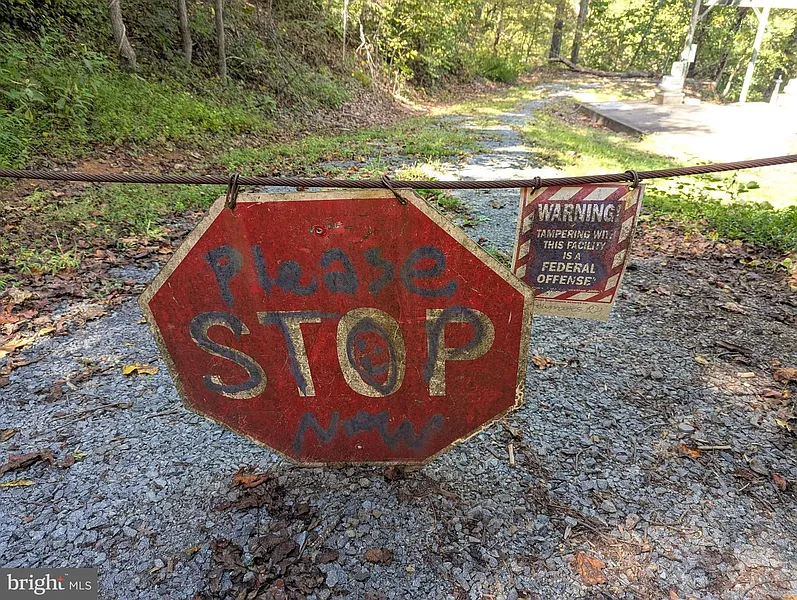 Please
STOP
Now
WARNING!
TAMPERING WITH
THIS FACILITY
IS A
FEDERAL
OFFENSE
bright MLS